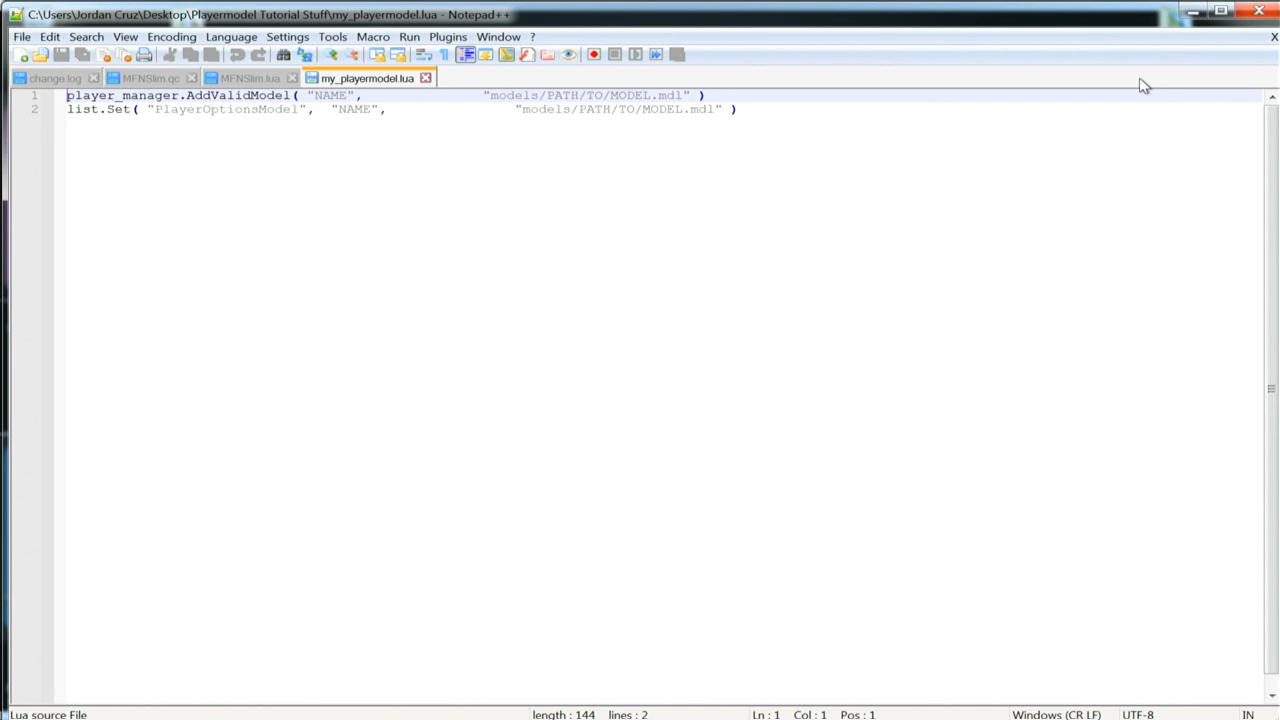 C:\Users\Jordan Cruz\Desktop\Playermodel Tutorial Stuff\my_playermodel.lua - Notepad++
File Edit Search View Encoding Language Settings Tools Macro Run Plugins Window ? X
change.log MFNSlim.qc MFNSlim.lua my_playermodel.lua
1 player_manager.AddValidModel( "NAME", "models/PATH/TO/MODEL.mdl" )
2 list.Set( "PlayerOptionsModel", "NAME", "models/PATH/TO/MODEL.mdl" )
Lua source File length : 144 lines : 2 Ln : 1 Col : 1 Pos : 1 Windows (CR LF) UTF-8 IN